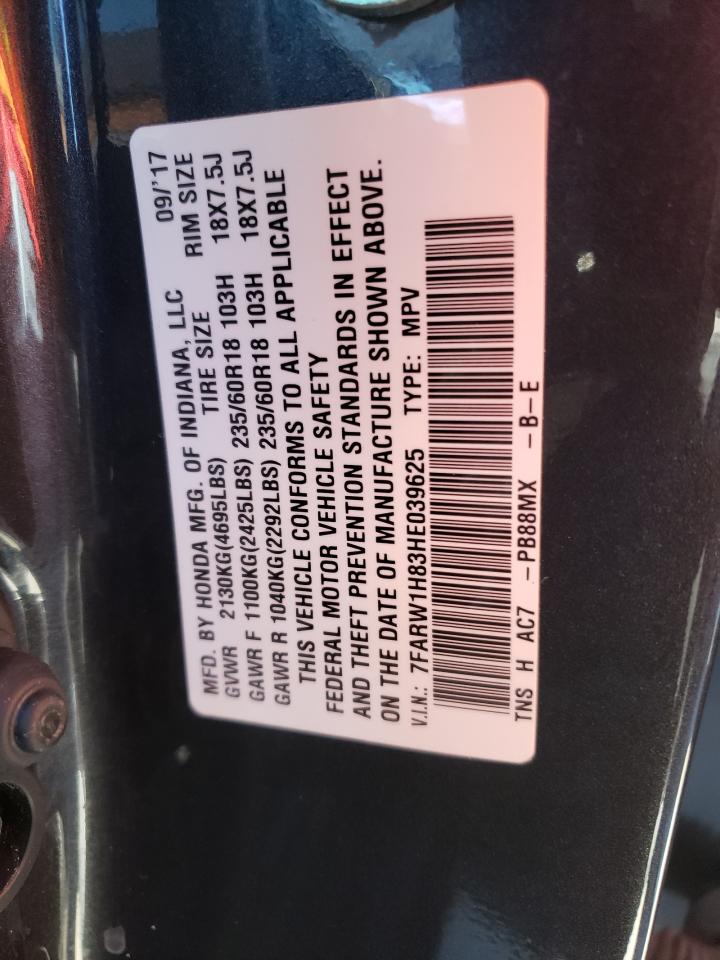 MFD. BY HONDA MFG. OF INDIANA, LLC 09/'17
GVWR 2130KG(4695LBS) TIRE SIZE RIM SIZE
GAWR F 1100KG(2425LBS) 235/60R18 103H 18X7.5J
GAWR R 1040KG(2292LBS) 235/60R18 103H 18X7.5J
THIS VEHICLE CONFORMS TO ALL APPLICABLE
FEDERAL MOTOR VEHICLE SAFETY
AND THEFT PREVENTION STANDARDS IN EFFECT
ON THE DATE OF MANUFACTURE SHOWN ABOVE.
V.I.N.: 7FARW1H83HE039625 TYPE: MPV
TNS H AC7 -PB88MX -B-E